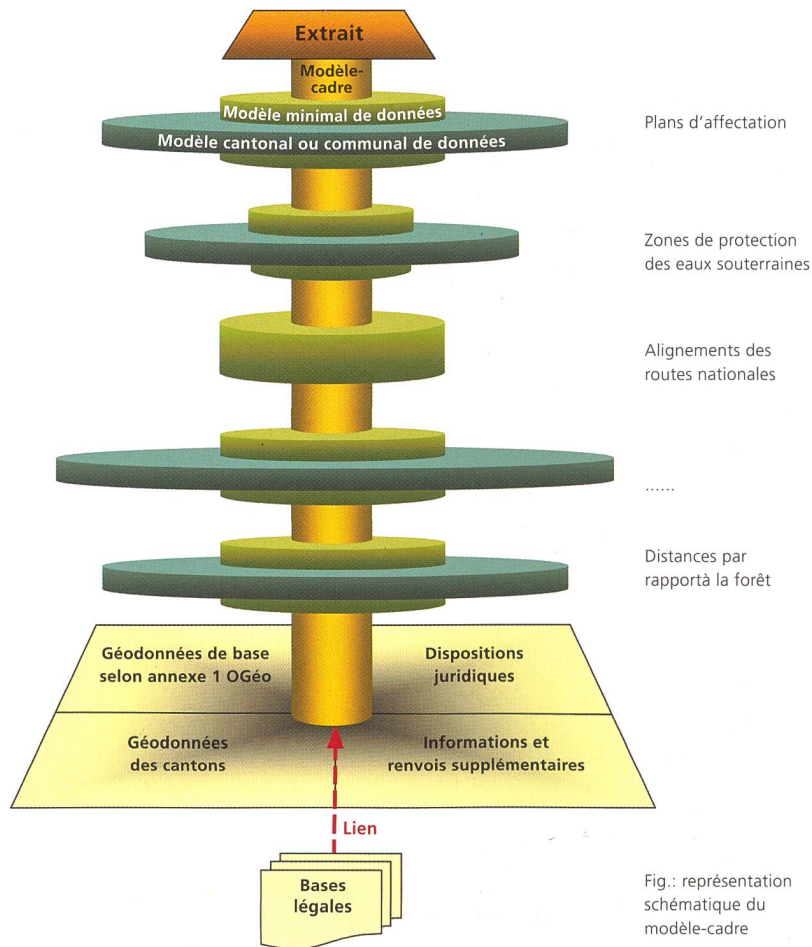 Extrait
Modèle-
cadre
Modèle minimal de données
Modèle cantonal ou communal de données
Plans d'affectation
Zones de protection
des eaux souterraines
Alignements des
routes nationales
......
Distances par
rapportà la forêt
Géodonnées de base
selon annexe 1 OGéo
Dispositions
juridiques
Géodonnées
des cantons
Informations et
renvois supplémentaires
Lien
Bases
légales
Fig.: représentation
schématique du
modèle-cadre